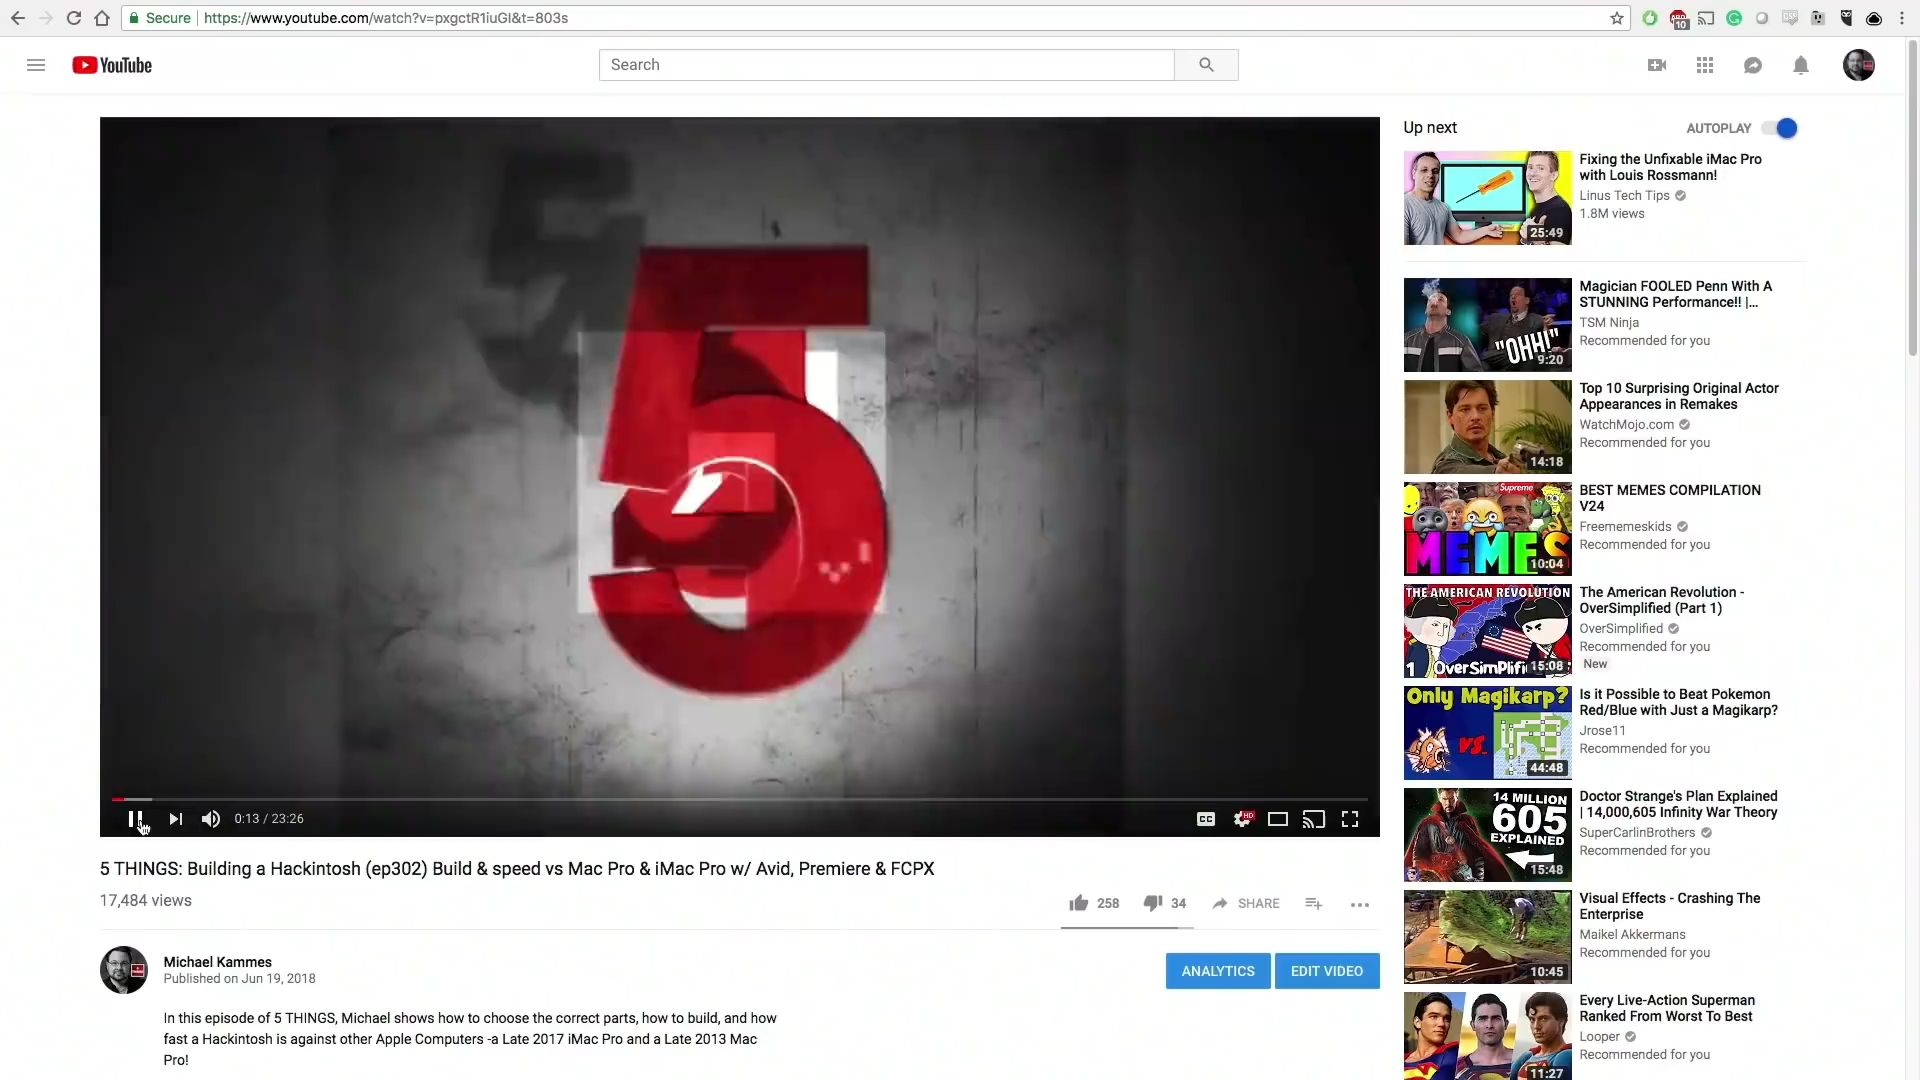 Secure
https://www.youtube.com/watch?v=pxgctR1iuGI&t=803s
10
YouTube
Search
5
0:13 / 23:26
CC
HD
5 THINGS: Building a Hackintosh (ep302) Build & speed vs Mac Pro & iMac Pro w/ Avid, Premiere & FCPX
17,484 views
258
34
SHARE
Michael Kammes
Published on Jun 19, 2018
ANALYTICS
EDIT VIDEO
In this episode of 5 THINGS, Michael shows how to choose the correct parts, how to build, and how
fast a Hackintosh is against other Apple Computers -a Late 2017 iMac Pro and a Late 2013 Mac
Pro!
Up next
AUTOPLAY
25:49
Fixing the Unfixable iMac Pro
with Louis Rossmann!
Linus Tech Tips
1.8M views
"OHH!"
9:20
Magician FOOLED Penn With A
STUNNING Performance!! |...
TSM Ninja
Recommended for you
14:18
Top 10 Surprising Original Actor
Appearances in Remakes
WatchMojo.com
Recommended for you
Supreme
MEMES
10:04
BEST MEMES COMPILATION
V24
Freememeskids
Recommended for you
THE AMERICAN REVOLUTION
1 OverSimplifi
15:08
The American Revolution -
OverSimplified (Part 1)
OverSimplified
Recommended for you
New
Only Magikarp?
VS.
44:48
Is it Possible to Beat Pokemon
Red/Blue with Just a Magikarp?
Jrose11
Recommended for you
14 MILLION
605
EXPLAINED
15:48
Doctor Strange's Plan Explained
| 14,000,605 Infinity War Theory
SuperCarlinBrothers
Recommended for you
10:45
Visual Effects - Crashing The
Enterprise
Maikel Akkermans
Recommended for you
11:27
Every Live-Action Superman
Ranked From Worst To Best
Looper
Recommended for you